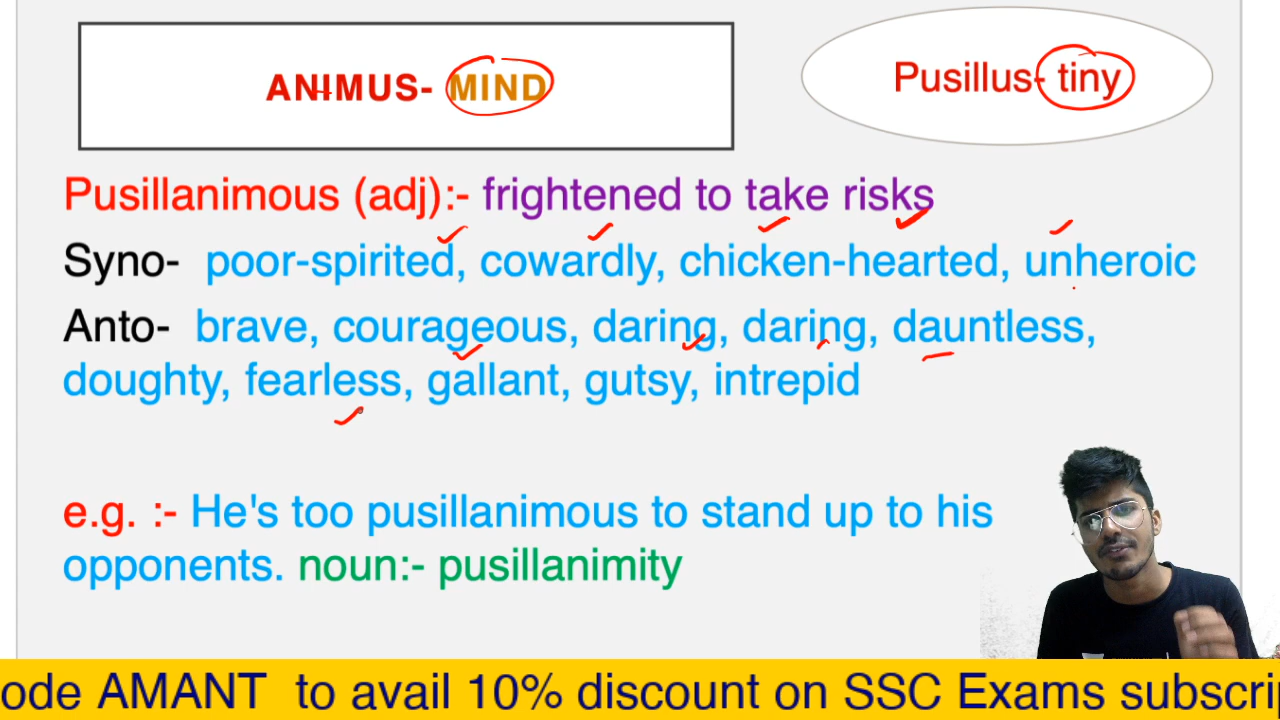 ANIMUS- MIND
Pusillus- tiny
Pusillanimous (adj):- frightened to take risks
Syno- poor-spirited, cowardly, chicken-hearted, unheroic
Anto- brave, courageous, daring, daring, dauntless,
doughty, fearless, gallant, gutsy, intrepid
e.g. :- He's too pusillanimous to stand up to his
opponents. noun:- pusillanimity
ode AMANT to avail 10% discount on SSC Exams subscri